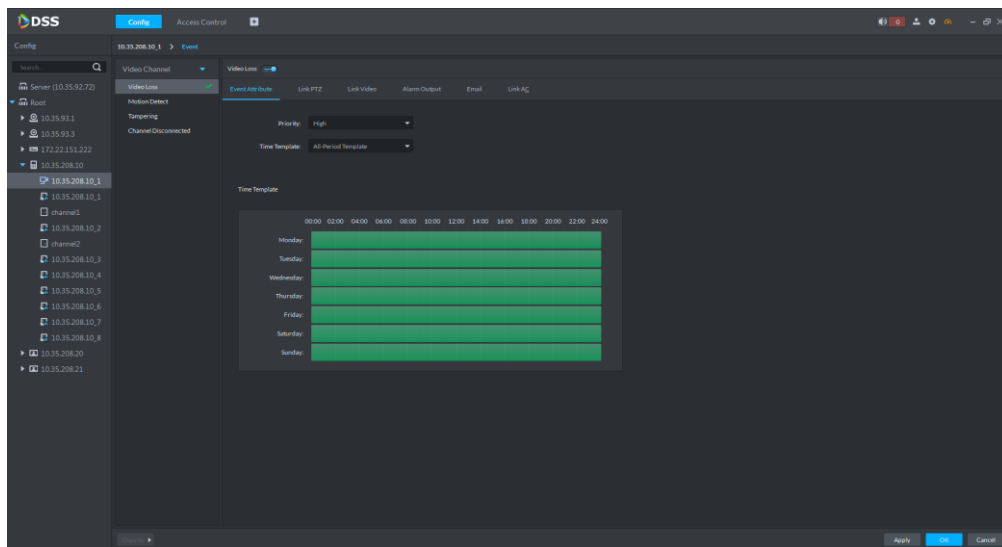 DSS
Config
Access Control
0
Config
10.35.208.10_1 > Event
Search...
Video Channel
Video Loss
Server (10.35.92.72)
Video Loss
Event Attribute
Link PTZ
Link Video
Alarm Output
Email
Link AC
Root
Motion Detect
10.35.93.1
Tampering
Priority:
High
10.35.93.3
Channel Disconnected
172.22.151.222
Time Template:
All-Period Template
10.35.208.10
10.35.208.10_1
Time Template
10.35.208.10_1
channel1
00:00 02:00 04:00 06:00 08:00 10:00 12:00 14:00 16:00 18:00 20:00 22:00 24:00
10.35.208.10_2
Monday:
channel2
Tuesday:
10.35.208.10_3
10.35.208.10_4
Wednesday:
10.35.208.10_5
Thursday:
10.35.208.10_6
Friday:
10.35.208.10_7
Saturday:
10.35.208.10_8
Sunday:
10.35.208.20
10.35.208.21
Apply
OK
Cancel